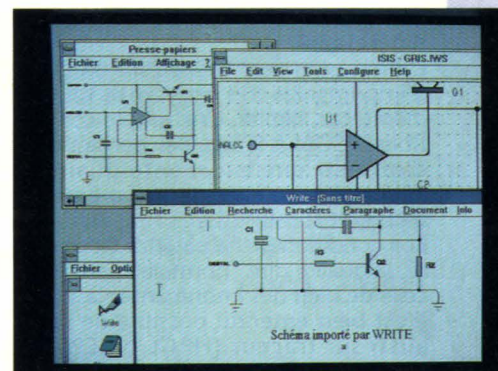 Presse-papiers
Fichier Edition Affichage ?
ISIS - GRIS.IWS
File Edit View Tools Configure Help
Q1
U1
ANALOG
+
−
C2
Write - (Sans titre)
Fichier Edition Recherche Caractères Paragraphe Document Info
C1
DIGITAL
R3
Q2
R2
Schéma importé par WRITE
Fichier Optio
Write